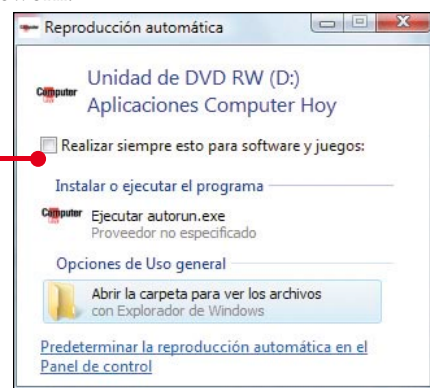 Reproducción automática
Computer
Unidad de DVD RW (D:)
Aplicaciones Computer Hoy
Realizar siempre esto para software y juegos:
Instalar o ejecutar el programa
Computer
Ejecutar autorun.exe
Proveedor no especificado
Opciones de Uso general
Abrir la carpeta para ver los archivos
con Explorador de Windows
Predeterminar la reproducción automática en el
Panel de control